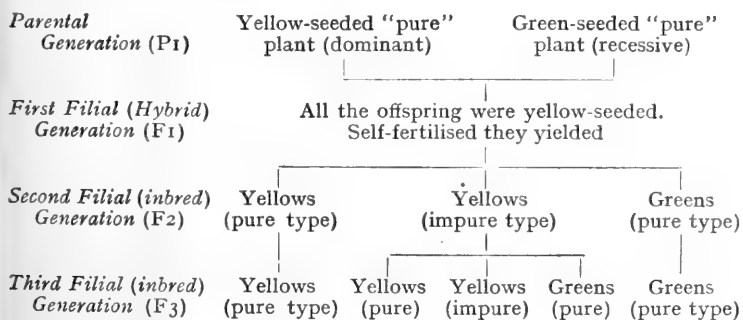 Parental Yellow-seeded “pure” Green-seeded “pure”
Generation (P1) plant (dominant) plant (recessive)
First Filial (Hybrid) All the offspring were yellow-seeded.
Generation (F1) Self-fertilised they yielded
Second Filial (inbred) Yellows Yellows Greens
Generation (F2) (pure type) (impure type) (pure type)
Third Filial (inbred) Yellows Yellows Yellows Greens Greens
Generation (F3) (pure type) (pure) (impure) (pure) (pure type)